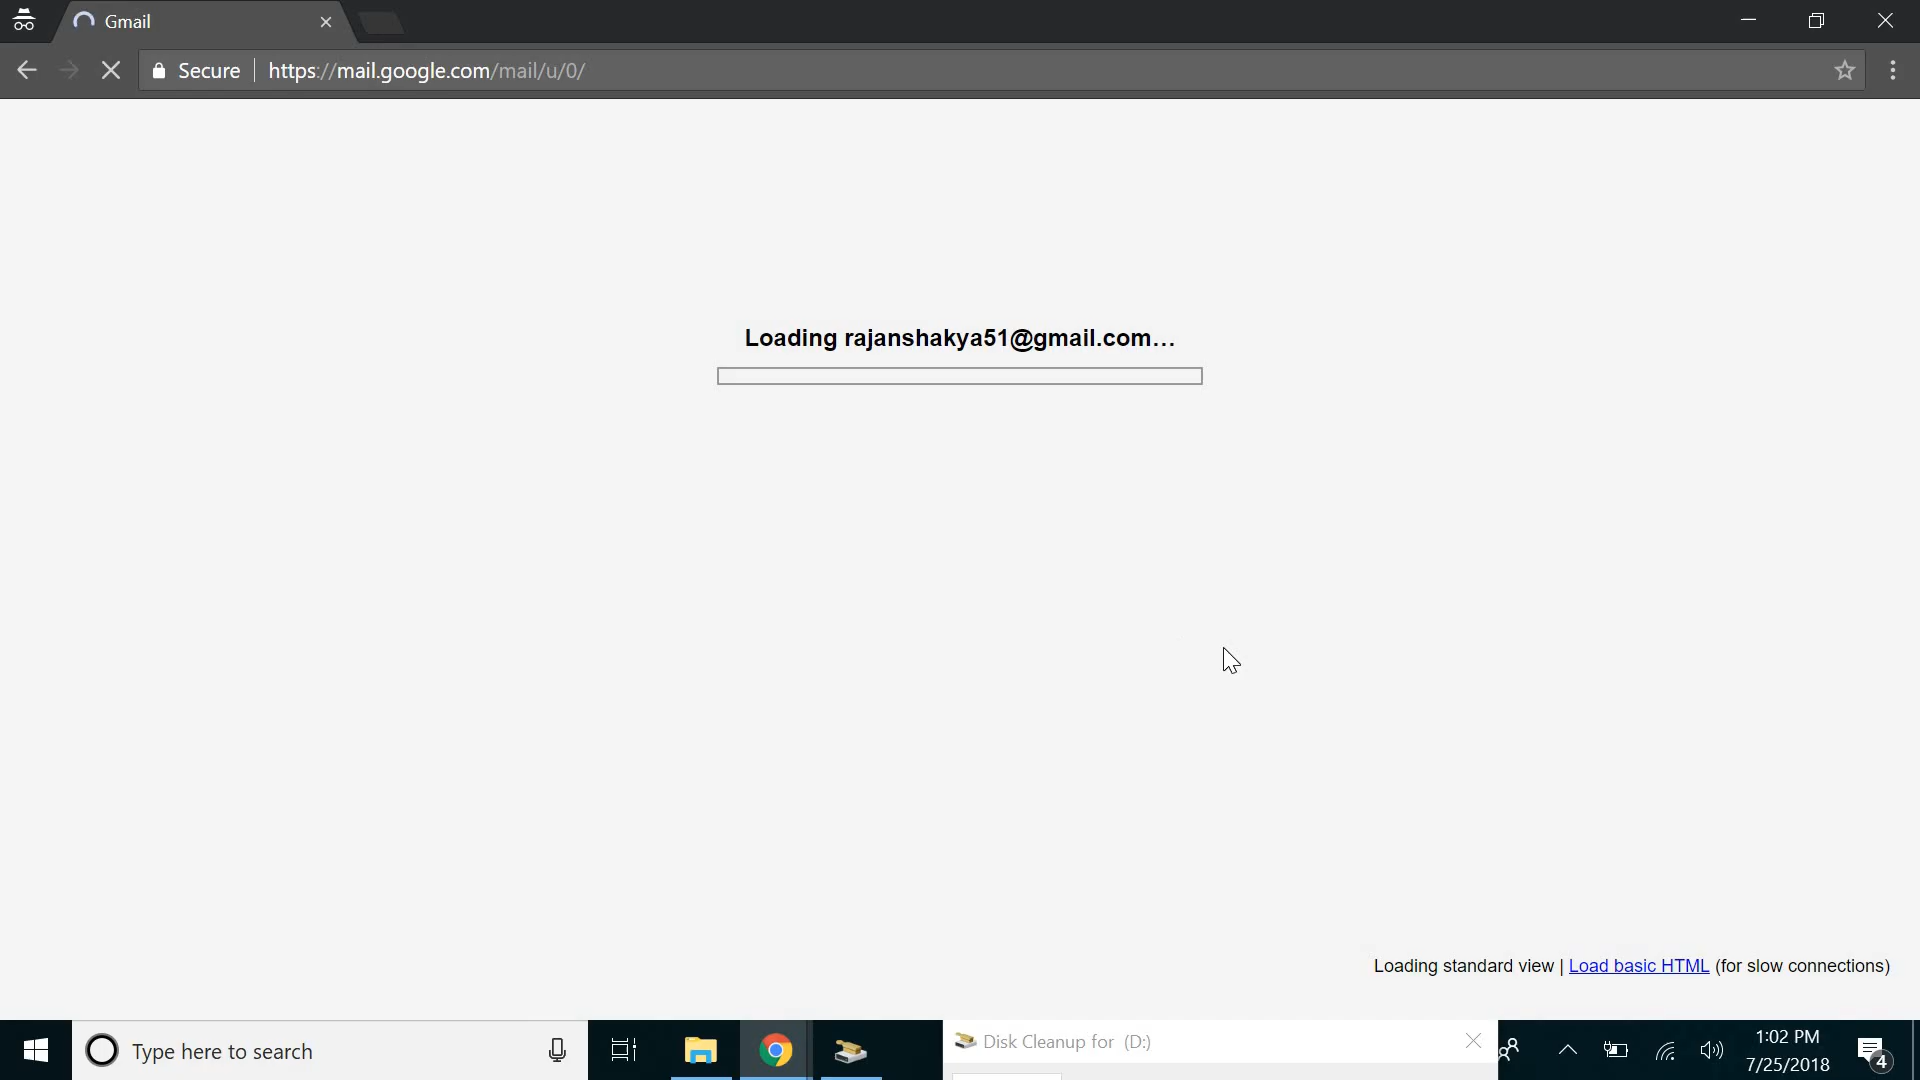 Gmail
Secure
https://mail.google.com/mail/u/0/
Loading rajanshakya51@gmail.com…
Loading standard view | Load basic HTML (for slow connections)
Type here to search
Disk Cleanup for (D:)
1:02 PM
7/25/2018
4